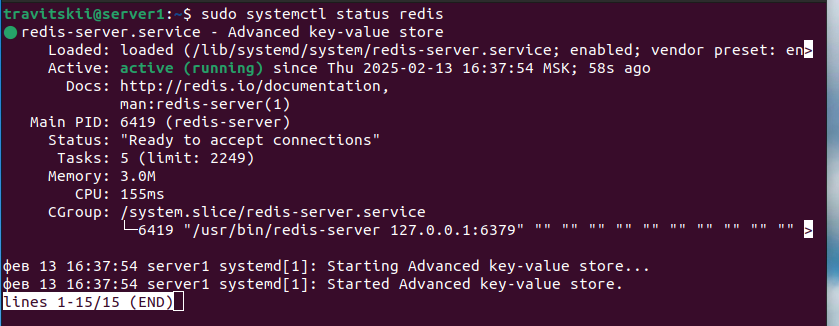 travitskii@server1:~$ sudo systemctl status redis
● redis-server.service - Advanced key-value store
Loaded: loaded (/lib/systemd/system/redis-server.service; enabled; vendor preset: en>
Active: active (running) since Thu 2025-02-13 16:37:54 MSK; 58s ago
Docs: http://redis.io/documentation,
man:redis-server(1)
Main PID: 6419 (redis-server)
Status: "Ready to accept connections"
Tasks: 5 (limit: 2249)
Memory: 3.0M
CPU: 155ms
CGroup: /system.slice/redis-server.service
└─6419 "/usr/bin/redis-server 127.0.0.1:6379" "" "" "" "" "" "" "" "" "" "" >
фев 13 16:37:54 server1 systemd[1]: Starting Advanced key-value store...
фев 13 16:37:54 server1 systemd[1]: Started Advanced key-value store.
lines 1-15/15 (END)